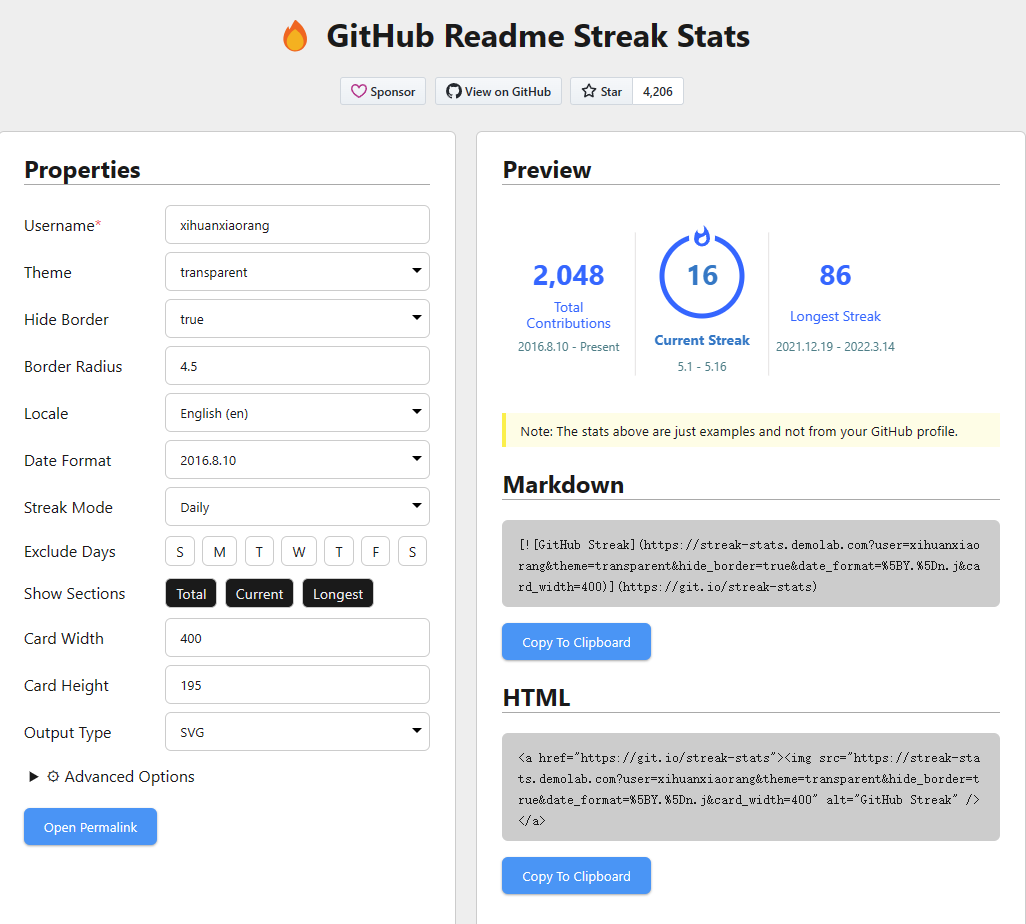 GitHub Readme Streak Stats
Sponsor
View on GitHub
Star
4,206
Properties
Username*
xihuanxiaorang
Theme
transparent
Hide Border
true
Border Radius
4.5
Locale
English (en)
Date Format
2016.8.10
Streak Mode
Daily
Exclude Days
S
M
T
W
T
F
S
Show Sections
Total
Current
Longest
Card Width
400
Card Height
195
Output Type
SVG
Advanced Options
Open Permalink
Preview
2,048
Total
Contributions
2016.8.10 - Present
16
Current Streak
5.1 - 5.16
86
Longest Streak
2021.12.19 - 2022.3.14
Note: The stats above are just examples and not from your GitHub profile.
Markdown
[![GitHub Streak](https://streak-stats.demolab.com?user=xihuanxiao
rang&theme=transparent&hide_border=true&date_format=%5BY.%5Dn.j&ca
rd_width=400)](https://git.io/streak-stats)
Copy To Clipboard
HTML
<a href="https://git.io/streak-stats"><img src="https://streak-sta
ts.demolab.com?user=xihuanxiaorang&theme=transparent&hide_border=t
rue&date_format=%5BY.%5Dn.j&card_width=400" alt="GitHub Streak" />
</a>
Copy To Clipboard